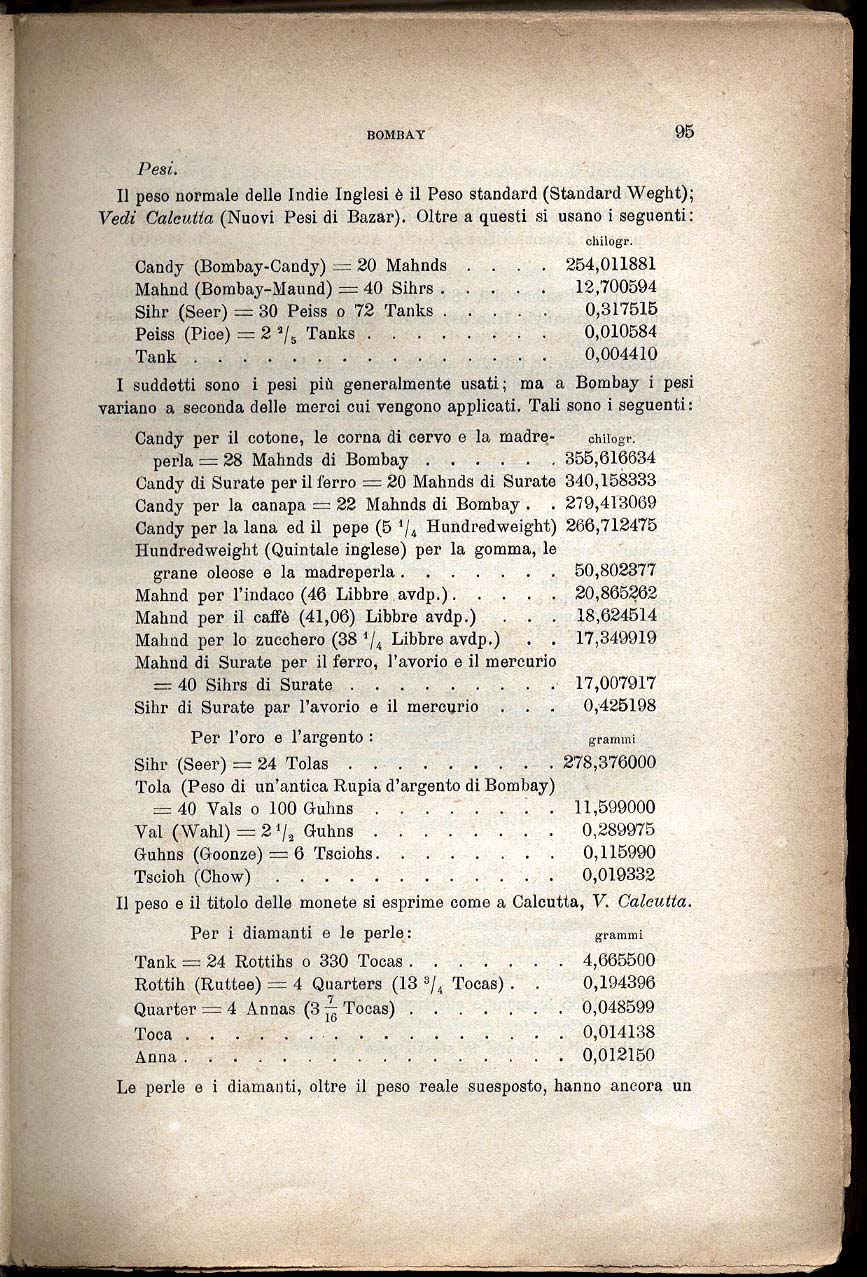 BOMBAY 95
Pesi.
Il peso normale delle Indie Inglesi è il Peso standard (Standard Weght);
Vedi Calcutta (Nuovi Pesi di Bazar). Oltre a questi si usano i seguenti:
chilogr.
Candy (Bombay-Candy) = 20 Mahnds . . . . 254,011881
Mahnd (Bombay-Maund) = 40 Sihrs . . . . . 12,700594
Sihr (Seer) = 30 Peiss o 72 Tanks . . . . . 0,317515
Peiss (Pice) = 2 2/5 Tanks . . . . . . . . 0,010584
Tank . . . . . . . . . . . . . . . 0,004410
I suddetti sono i pesi più generalmente usati; ma a Bombay i pesi
variano a seconda delle merci cui vengono applicati. Tali sono i seguenti:
Candy per il cotone, le corna di cervo e la madre- chilogr.
perla = 28 Mahnds di Bombay . . . . . . 355,616634
Candy di Surate per il ferro = 20 Mahnds di Surate 340,158333
Candy per la canapa = 22 Mahnds di Bombay . . 279,413069
Candy per la lana ed il pepe (5 1/4 Hundredweight) 266,712475
Hundredweight (Quintale inglese) per la gomma, le
grane oleose e la madreperla . . . . . . . 50,802377
Mahnd per l'indaco (46 Libbre avdp.) . . . . . 20,865262
Mahnd per il caffè (41,06) Libbre avdp.) . . . 18,624514
Mahnd per lo zucchero (38 1/4 Libbre avdp.) . . 17,349919
Mahnd di Surate per il ferro, l'avorio e il mercurio
= 40 Sihrs di Surate . . . . . . . . . 17,007917
Sihr di Surate par l'avorio e il mercurio . . . 0,425198
Per l'oro e l'argento : grammi
Sihr (Seer) = 24 Tolas . . . . . . . . . 278,376000
Tola (Peso di un'antica Rupia d'argento di Bombay)
= 40 Vals o 100 Guhns . . . . . . . . 11,599000
Val (Wahl) = 2 1/2 Guhns . . . . . . . . 0,289975
Guhns (Goonze) = 6 Tsciohs . . . . . . . . 0,115990
Tscioh (Chow) . . . . . . . . . . . . 0,019332
Il peso e il titolo delle monete si esprime come a Calcutta, V. Calcutta.
Per i diamanti e le perle: grammi
Tank = 24 Rottihs o 330 Tocas . . . . . . . 4,665500
Rottih (Ruttee) = 4 Quarters (13 3/4 Tocas) . . 0,194396
Quarter = 4 Annas (3 7/16 Tocas) . . . . . . . 0,048599
Toca . . . . . . . . . . . . . . . . 0,014138
Anna . . . . . . . . . . . . . . . . 0,012150
Le perle e i diamanti, oltre il peso reale suesposto, hanno ancora un